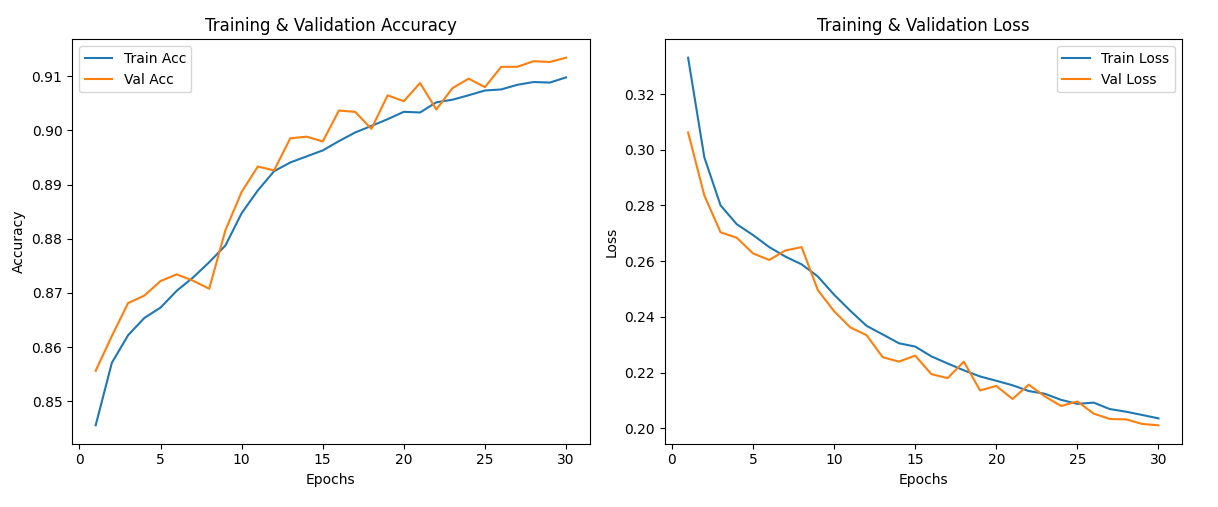 Training & Validation Accuracy
Train Acc
Val Acc
0.91
0.90
0.89
0.88
0.87
0.86
0.85
Accuracy
0
5
10
15
20
25
30
Epochs
Training & Validation Loss
Train Loss
Val Loss
0.32
0.30
0.28
0.26
0.24
0.22
0.20
Loss
0
5
10
15
20
25
30
Epochs